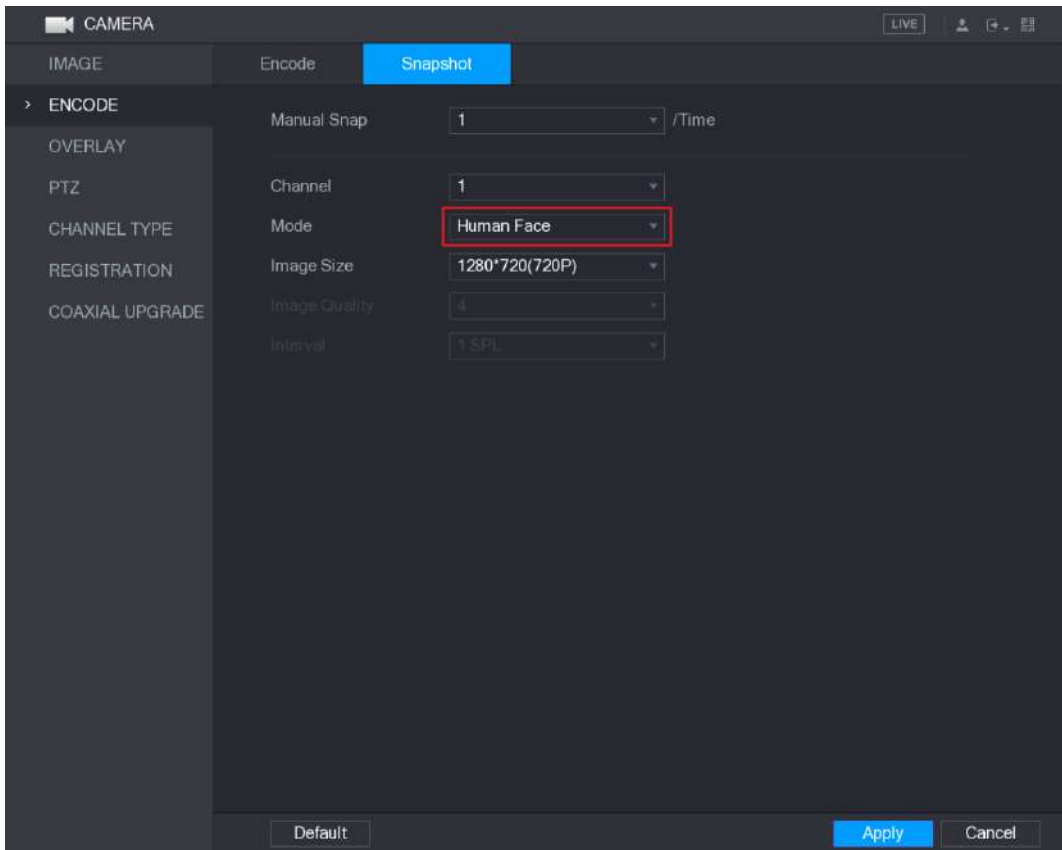 CAMERA
LIVE
IMAGE
Encode Snapshot
ENCODE
Manual Snap 1 /Time
OVERLAY
PTZ
Channel 1
CHANNEL TYPE
Mode Human Face
REGISTRATION
Image Size 1280*720(720P)
COAXIAL UPGRADE
Image Quality 4
Interval 1 SPL
Default Apply Cancel